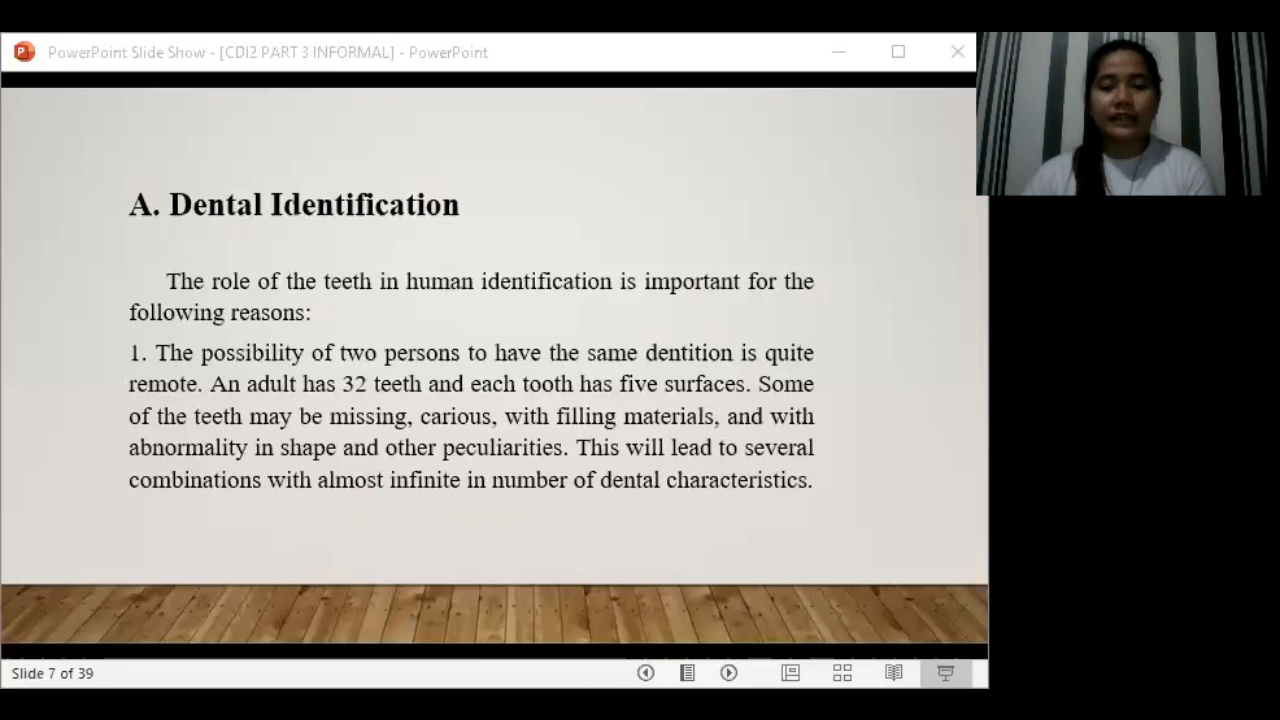 PowerPoint Slide Show - [CDI2 PART 3 INFORMAL] - PowerPoint
A. Dental Identification
The role of the teeth in human identification is important for the
following reasons:
1. The possibility of two persons to have the same dentition is quite
remote. An adult has 32 teeth and each tooth has five surfaces. Some
of the teeth may be missing, carious, with filling materials, and with
abnormality in shape and other peculiarities. This will lead to several
combinations with almost infinite in number of dental characteristics.
Slide 7 of 39